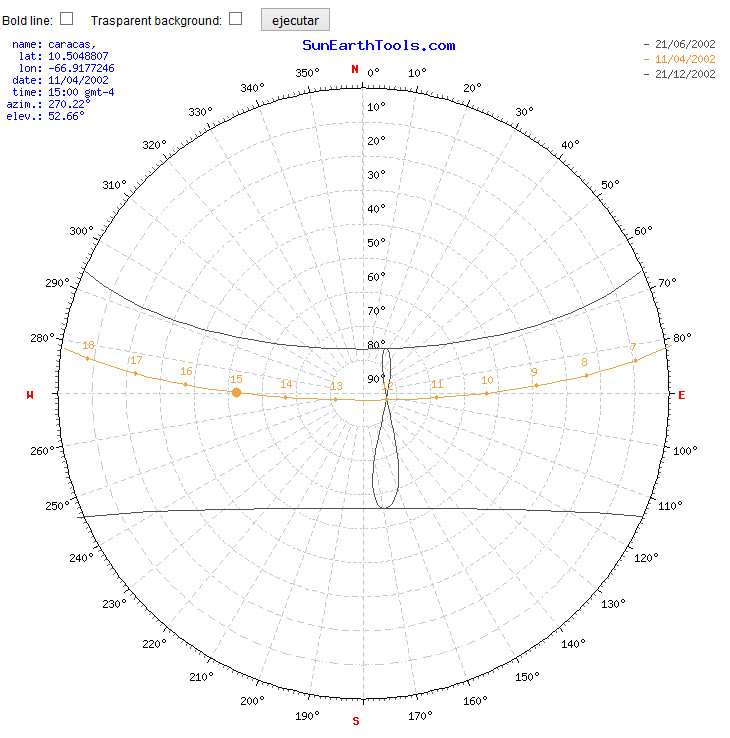 Bold line: Trasparent background: ejecutar
name: caracas,
lat: 10.5048807
lon: -66.9177246
date: 11/04/2002
time: 15:00 gmt-4
azim.: 270.22°
elev.: 52.66°
SunEarthTools.com
- 21/06/2002
- 11/04/2002
- 21/12/2002
N 0°
350° 10°
340° 20°
330° 30°
320° 40°
310° 50°
300° 60°
290° 70°
280° 80°
W E
260° 100°
250° 110°
240° 120°
230° 130°
220° 140°
210° 150°
200° 160°
190° 170°
S
10°
20°
30°
40°
50°
60°
70°
80°
90°
18 17 16 15 14 13 12 11 10 9 8 7